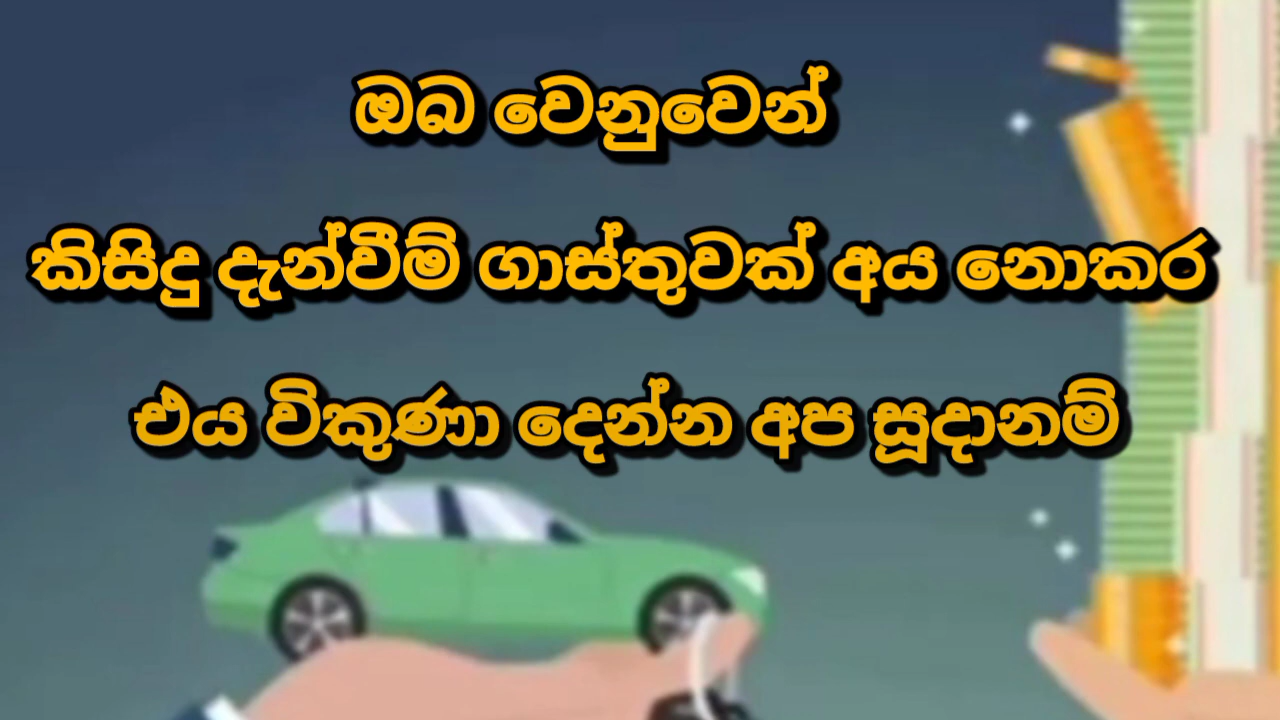 ඔබ වෙනුවෙන්
කිසිදු දැන්වීම් ගාස්තුවක් අය නොකර
එය විකුණා දෙන්න අප සූදානම්